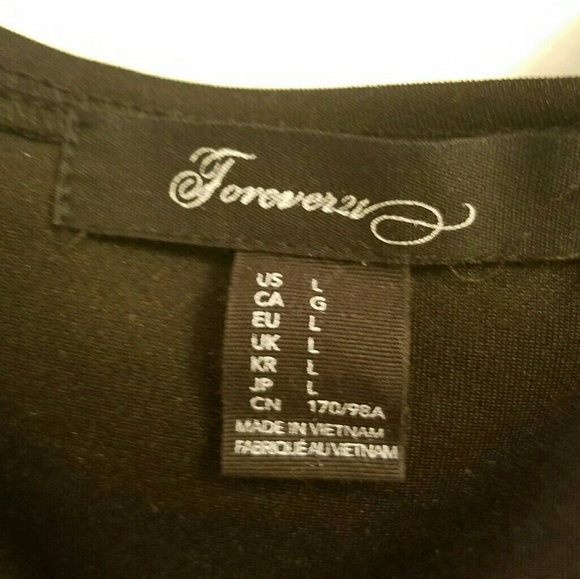 Forever21
US L
CA G
EU L
UK L
KR L
JP L
CN 170/98A
MADE IN VIETNAM
FABRIQUÉ AU VIETNAM